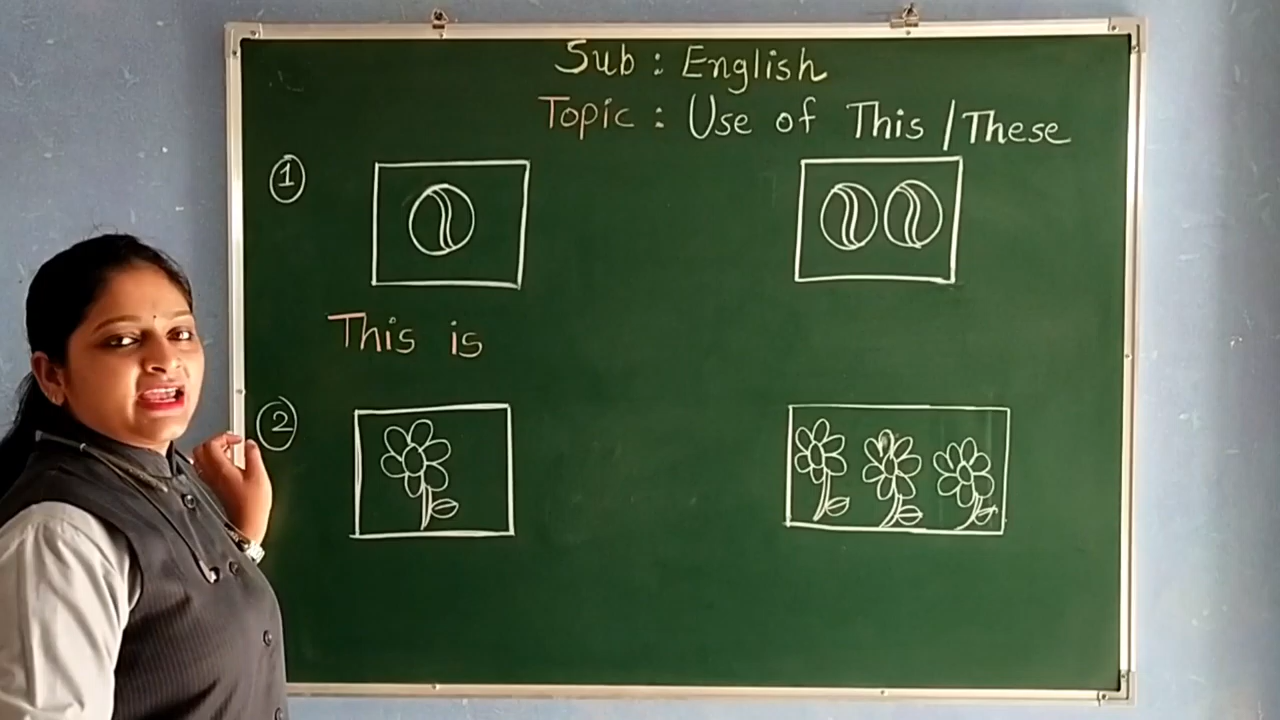 Sub : English
Topic : Use of This / These
1
This is
2